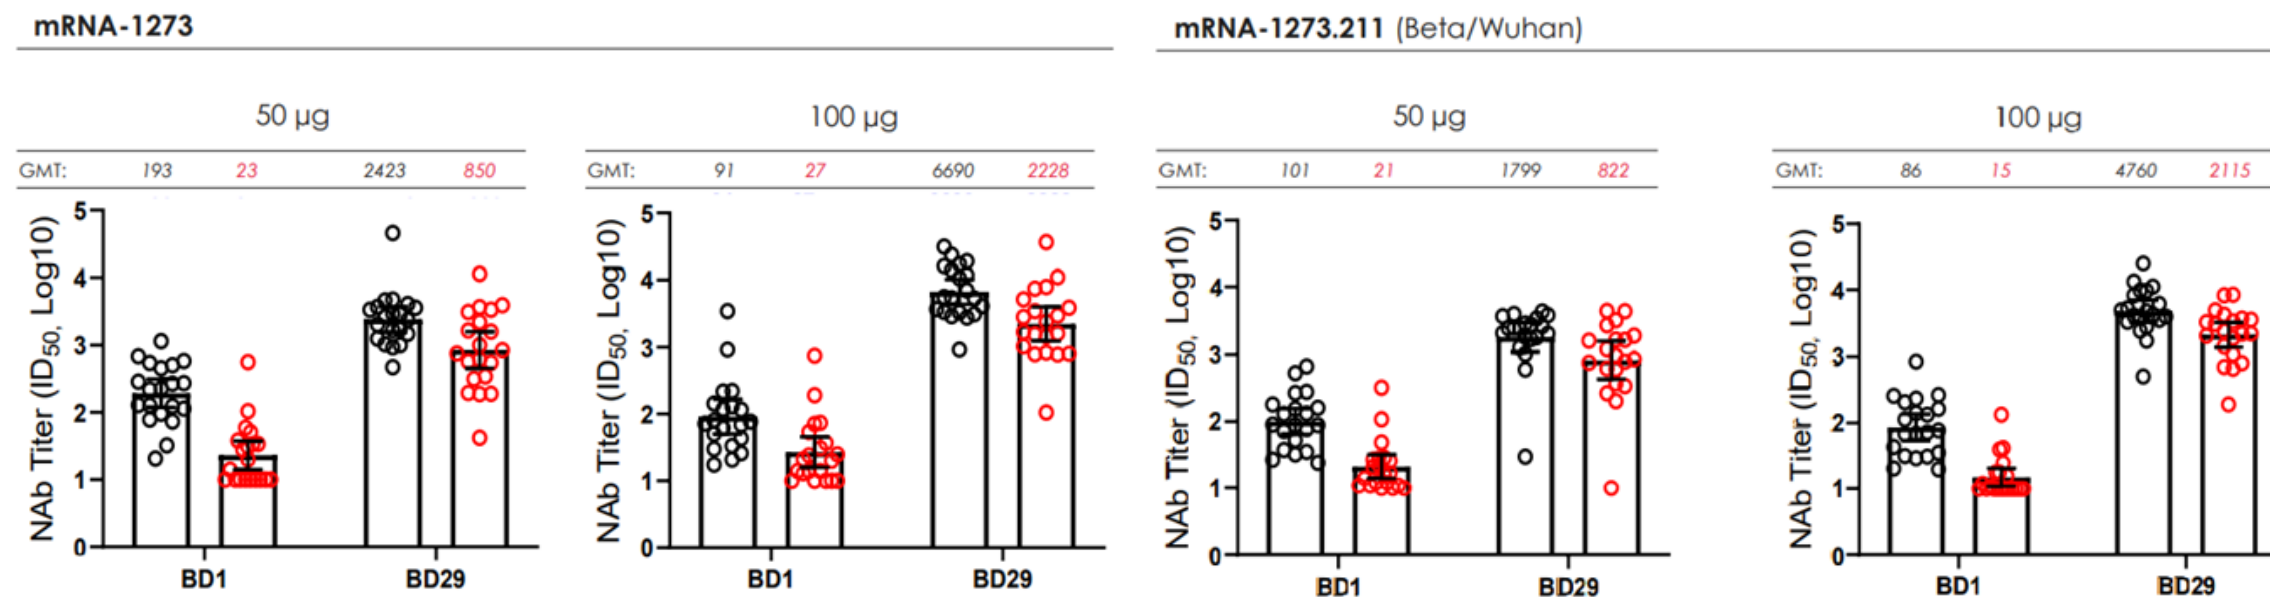 mRNA-1273
mRNA-1273.211 (Beta/Wuhan)
50 µg
100 µg
50 µg
100 µg
GMT: 193 23 2423 850
GMT: 91 27 6690 2228
GMT: 101 21 1799 822
GMT: 86 15 4760 2115
NAb Titer (ID50, Log10)
5
4
3
2
1
0
BD1 BD29
NAb Titer (ID50, Log10)
5
4
3
2
1
0
BD1 BD29
NAb Titer (ID50, Log10)
5
4
3
2
1
0
BD1 BD29
NAb Titer (ID50, Log10)
5
4
3
2
1
0
BD1 BD29